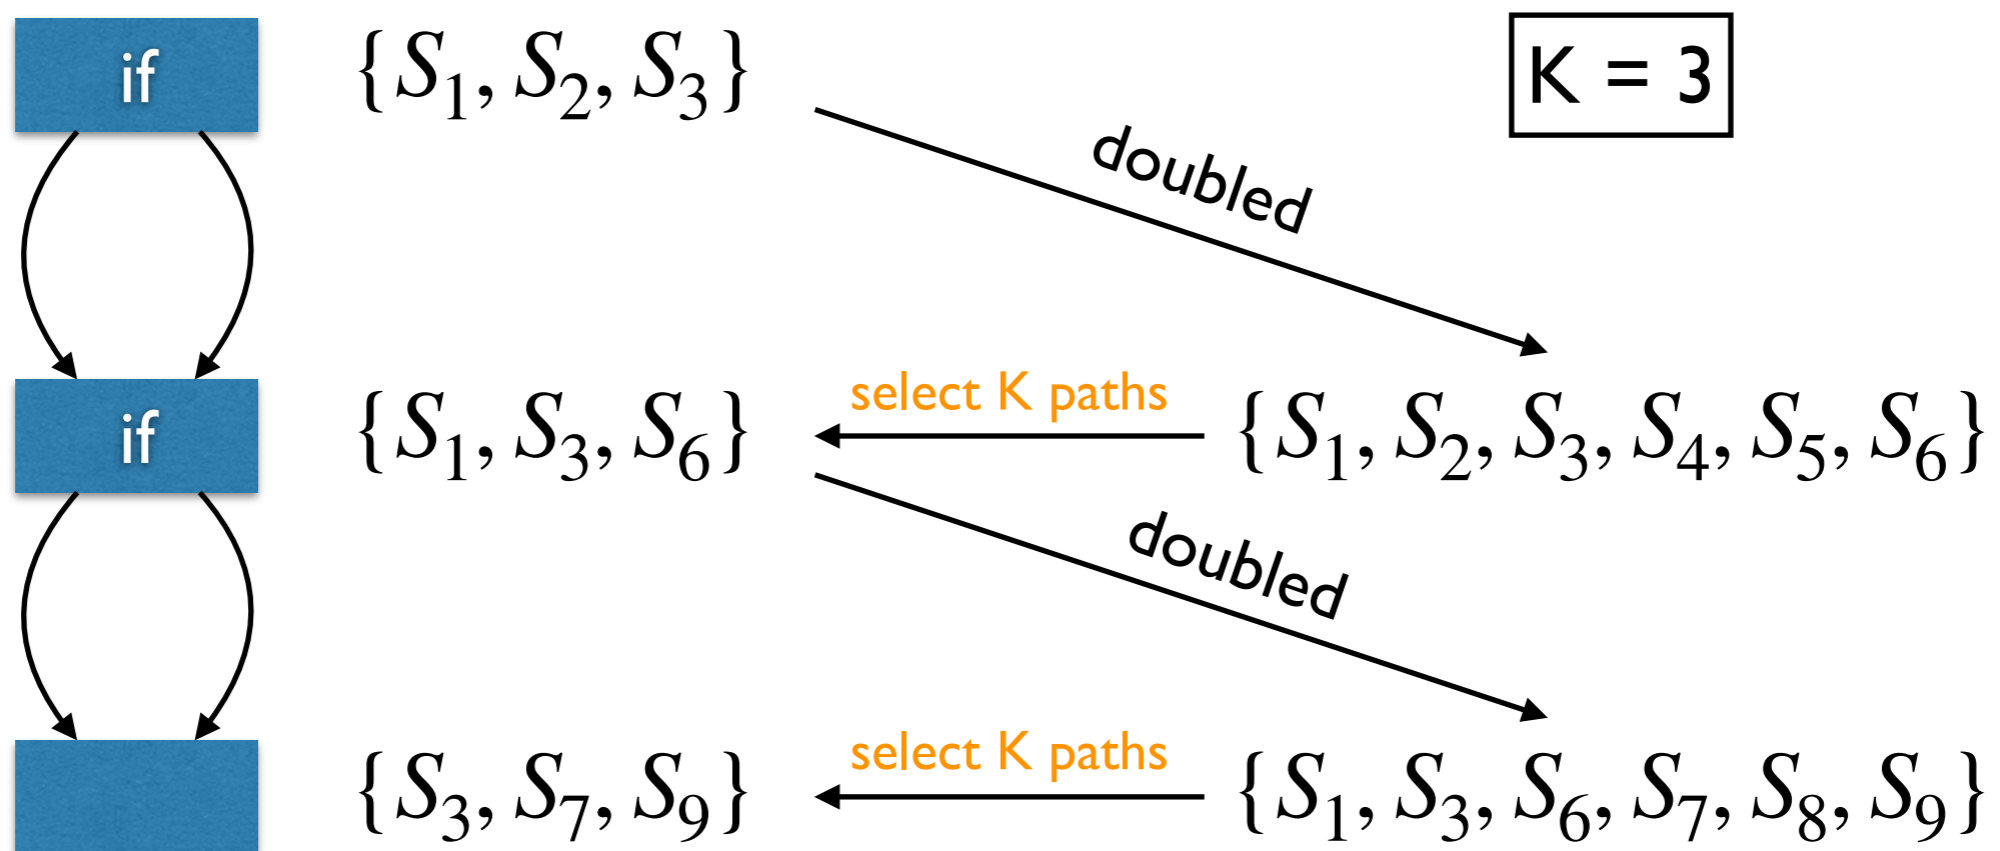 if {S₁, S₂, S₃} K = 3
doubled
if {S₁, S₃, S₆} select K paths {S₁, S₂, S₃, S₄, S₅, S₆}
doubled
{S₃, S₇, S₉} select K paths {S₁, S₃, S₆, S₇, S₈, S₉}